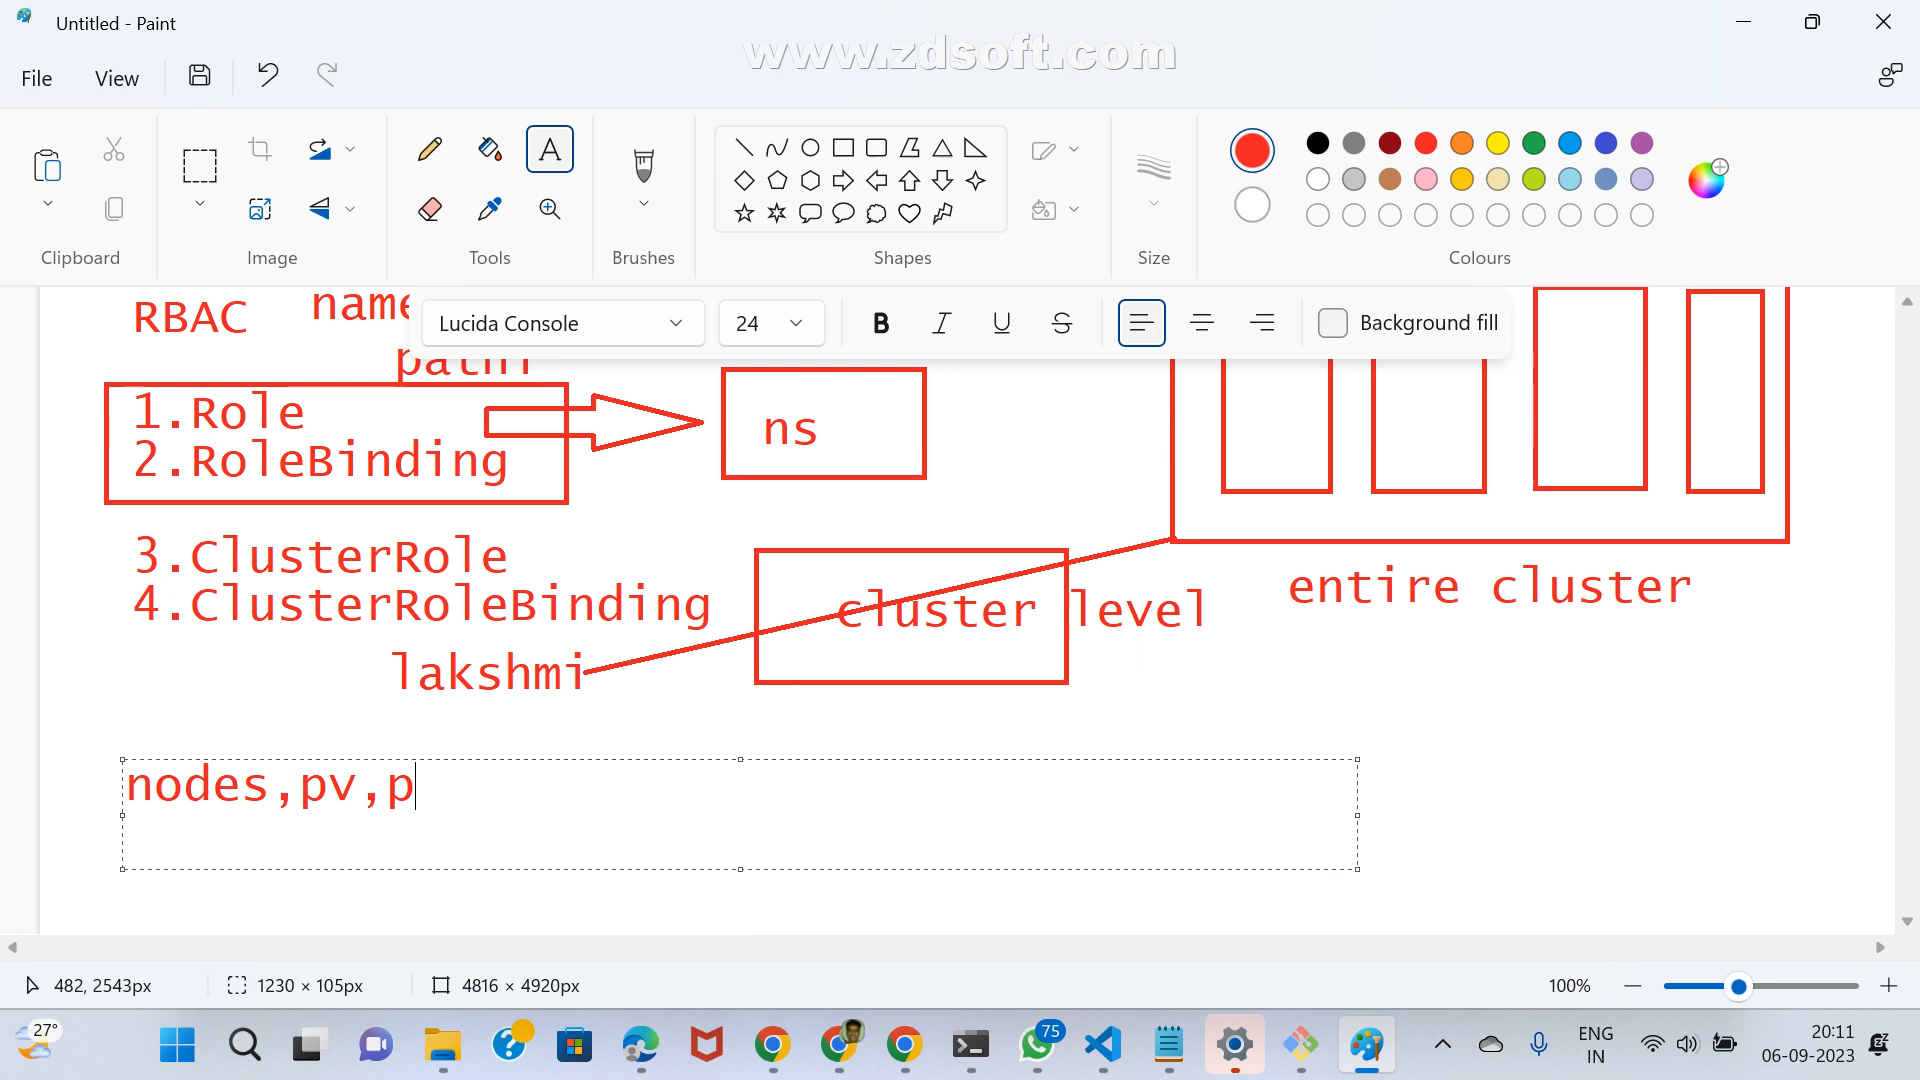 Untitled - Paint
www.zdsoft.com
File
View
Clipboard
Image
Tools
Brushes
Shapes
Size
Colours
Lucida Console
24
B
I
U
Background fill
RBAC
name
1.Role
2.RoleBinding
ns
3.ClusterRole
4.ClusterRoleBinding
cluster level
entire cluster
lakshmi
nodes,pv,p
482, 2543px
1230 × 105px
4816 × 4920px
100%
27°
75
ENG
IN
20:11
06-09-2023